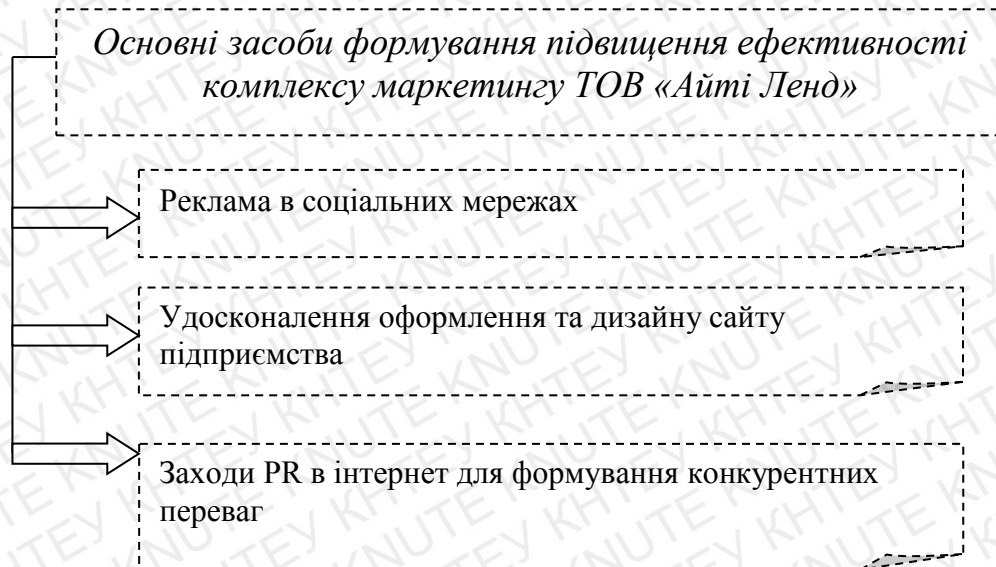 Основні засоби формування підвищення ефективності
комплексу маркетингу ТОВ «Айті Ленд»
Реклама в соціальних мережах
Удосконалення оформлення та дизайну сайту
підприємства
Заходи PR в інтернет для формування конкурентних
переваг